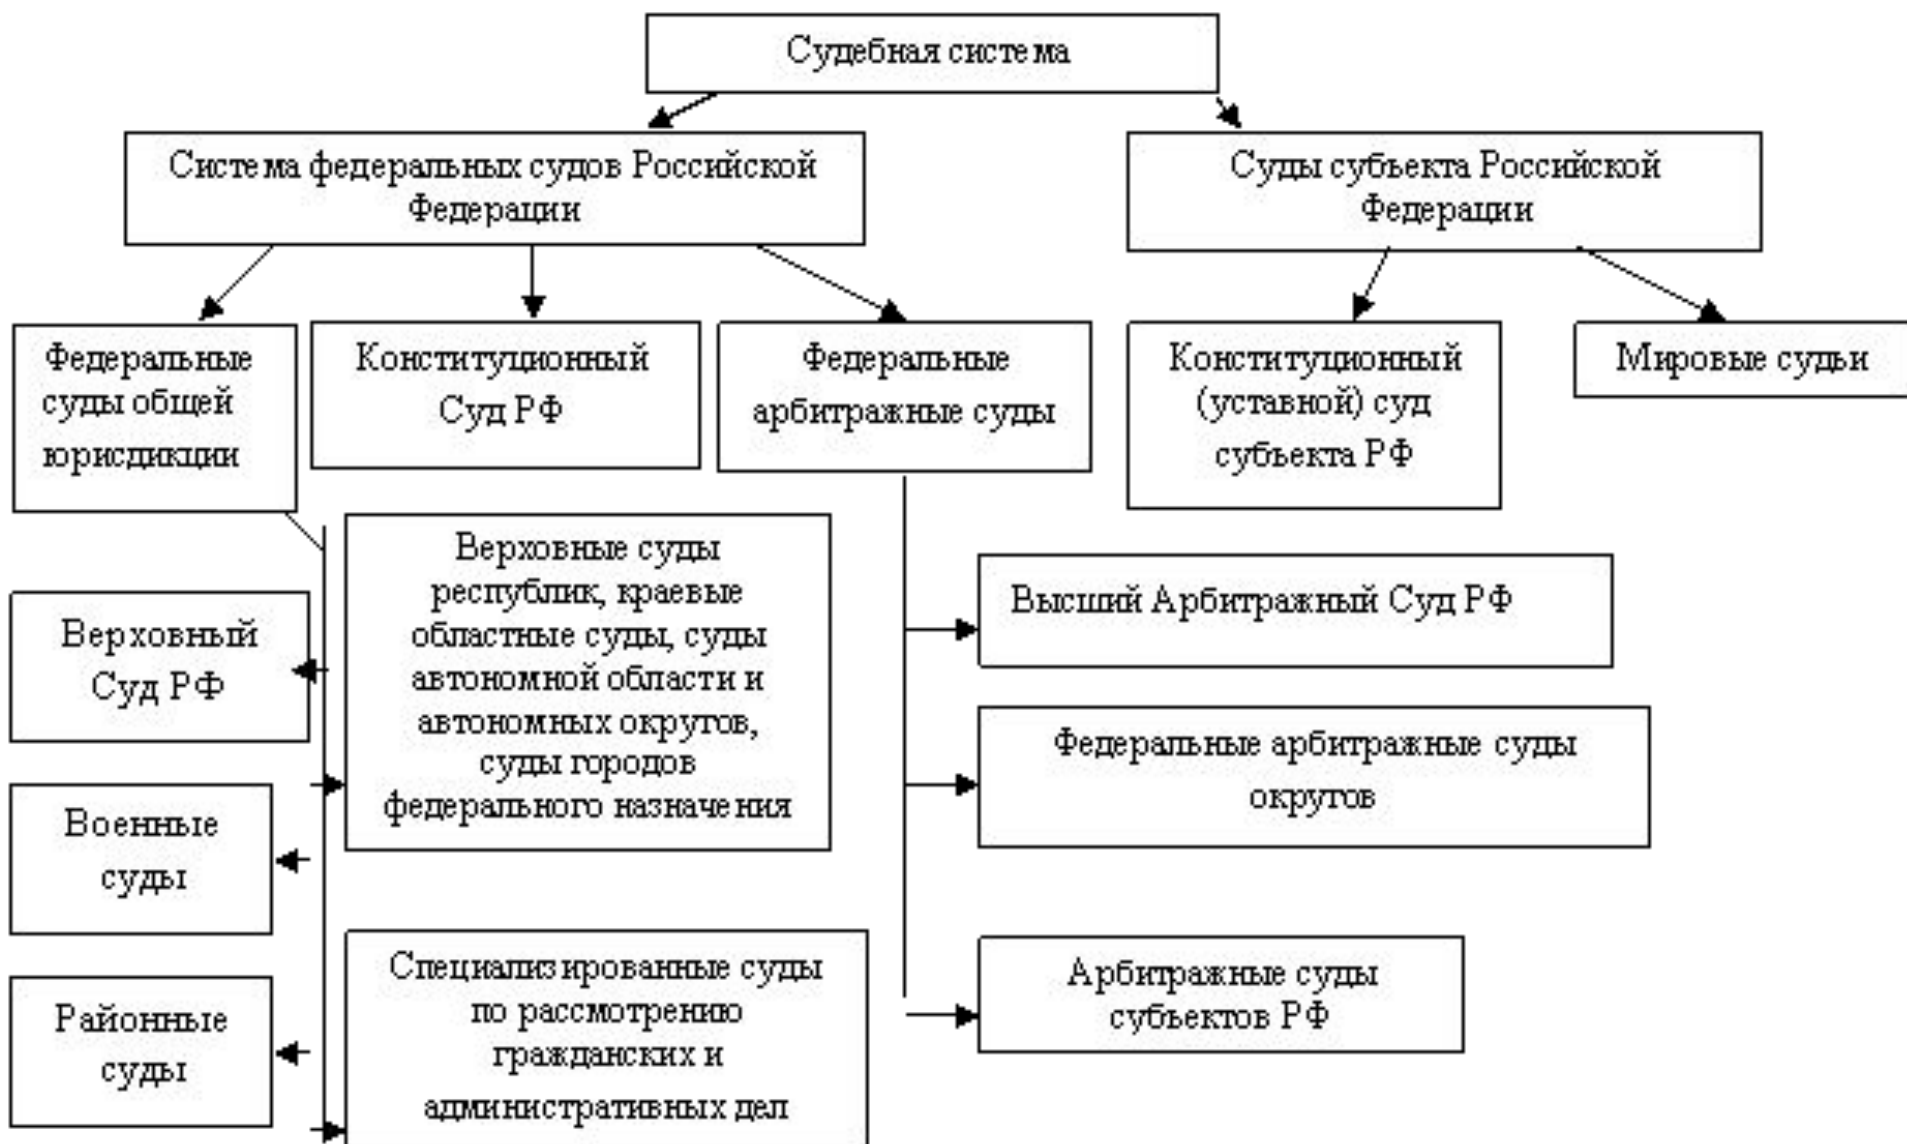 Судебная система
Система федеральных судов Российской
Федерации
Суды субъекта Российской
Федерации
Федеральные
суды общей
юрисдикции
Конституционный
Суд РФ
Федеральные
арбитражные суды
Конституционный
(уставной) суд
субъекта РФ
Мировые судьи
Верховный
Суд РФ
Верховные суды
республик, краевые
областные суды, суды
автономной области и
автономных округов,
суды городов
федерального назначения
Военные
суды
Районные
суды
Специализированные суды
по рассмотрению
гражданских и
административных дел
Высший Арбитражный Суд РФ
Федеральные арбитражные суды
округов
Арбитражные суды
субъектов РФ